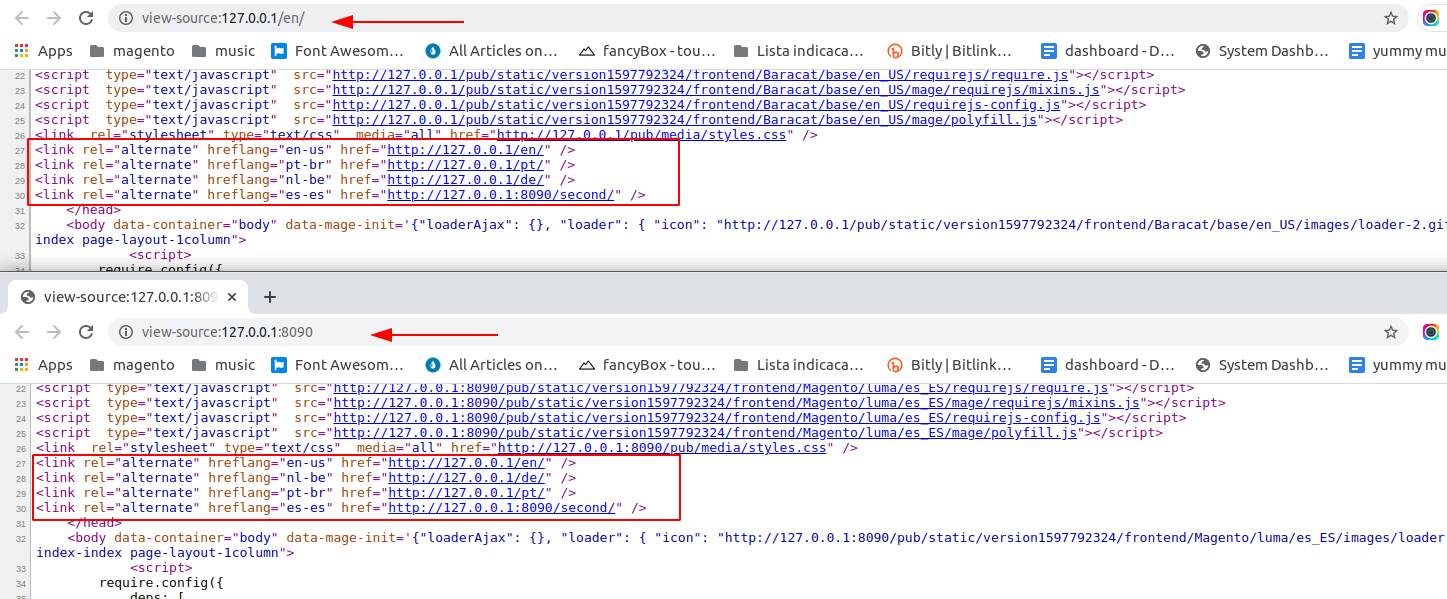 view-source:127.0.0.1/en/
Apps magento music Font Awesom… All Articles on… fancyBox - tou… Lista indicaca… Bitly | Bitlink… dashboard - D… System Dashb… yummy mu
22 <script type="text/javascript" src="http://127.0.0.1/pub/static/version1597792324/frontend/Baracat/base/en_US/requirejs/require.js"></script>
23 <script type="text/javascript" src="http://127.0.0.1/pub/static/version1597792324/frontend/Baracat/base/en_US/mage/requirejs/mixins.js"></script>
24 <script type="text/javascript" src="http://127.0.0.1/pub/static/version1597792324/frontend/Baracat/base/en_US/requirejs-config.js"></script>
25 <script type="text/javascript" src="http://127.0.0.1/pub/static/version1597792324/frontend/Baracat/base/en_US/mage/polyfill.js"></script>
26 <link rel="stylesheet" type="text/css" media="all" href="http://127.0.0.1/pub/media/styles.css" />
27 <link rel="alternate" hreflang="en-us" href="http://127.0.0.1/en/" />
28 <link rel="alternate" hreflang="pt-br" href="http://127.0.0.1/pt/" />
29 <link rel="alternate" hreflang="nl-be" href="http://127.0.0.1/de/" />
30 <link rel="alternate" hreflang="es-es" href="http://127.0.0.1:8090/second/" />
31 </head>
32 <body data-container="body" data-mage-init='{"loaderAjax": {}, "loader": { "icon": "http://127.0.0.1/pub/static/version1597792324/frontend/Baracat/base/en_US/images/loader-2.gif
index page-layout-1column">
33 <script>
34 require.config({
view-source:127.0.0.1:809
view-source:127.0.0.1:8090
Apps magento music Font Awesom… All Articles on… fancyBox - tou… Lista indicaca… Bitly | Bitlink… dashboard - D… System Dashb… yummy mu
22 <script type="text/javascript" src="http://127.0.0.1:8090/pub/static/version1597792324/frontend/Magento/luma/es_ES/requirejs/require.js"></script>
23 <script type="text/javascript" src="http://127.0.0.1:8090/pub/static/version1597792324/frontend/Magento/luma/es_ES/mage/requirejs/mixins.js"></script>
24 <script type="text/javascript" src="http://127.0.0.1:8090/pub/static/version1597792324/frontend/Magento/luma/es_ES/requirejs-config.js"></script>
25 <script type="text/javascript" src="http://127.0.0.1:8090/pub/static/version1597792324/frontend/Magento/luma/es_ES/mage/polyfill.js"></script>
26 <link rel="stylesheet" type="text/css" media="all" href="http://127.0.0.1:8090/pub/media/styles.css" />
27 <link rel="alternate" hreflang="en-us" href="http://127.0.0.1/en/" />
28 <link rel="alternate" hreflang="nl-be" href="http://127.0.0.1/de/" />
29 <link rel="alternate" hreflang="pt-br" href="http://127.0.0.1/pt/" />
30 <link rel="alternate" hreflang="es-es" href="http://127.0.0.1:8090/second/" />
31 </head>
32 <body data-container="body" data-mage-init='{"loaderAjax": {}, "loader": { "icon": "http://127.0.0.1:8090/pub/static/version1597792324/frontend/Magento/luma/es_ES/images/loader
index-index page-layout-1column">
33 <script>
34 require.config({
35 deps: [